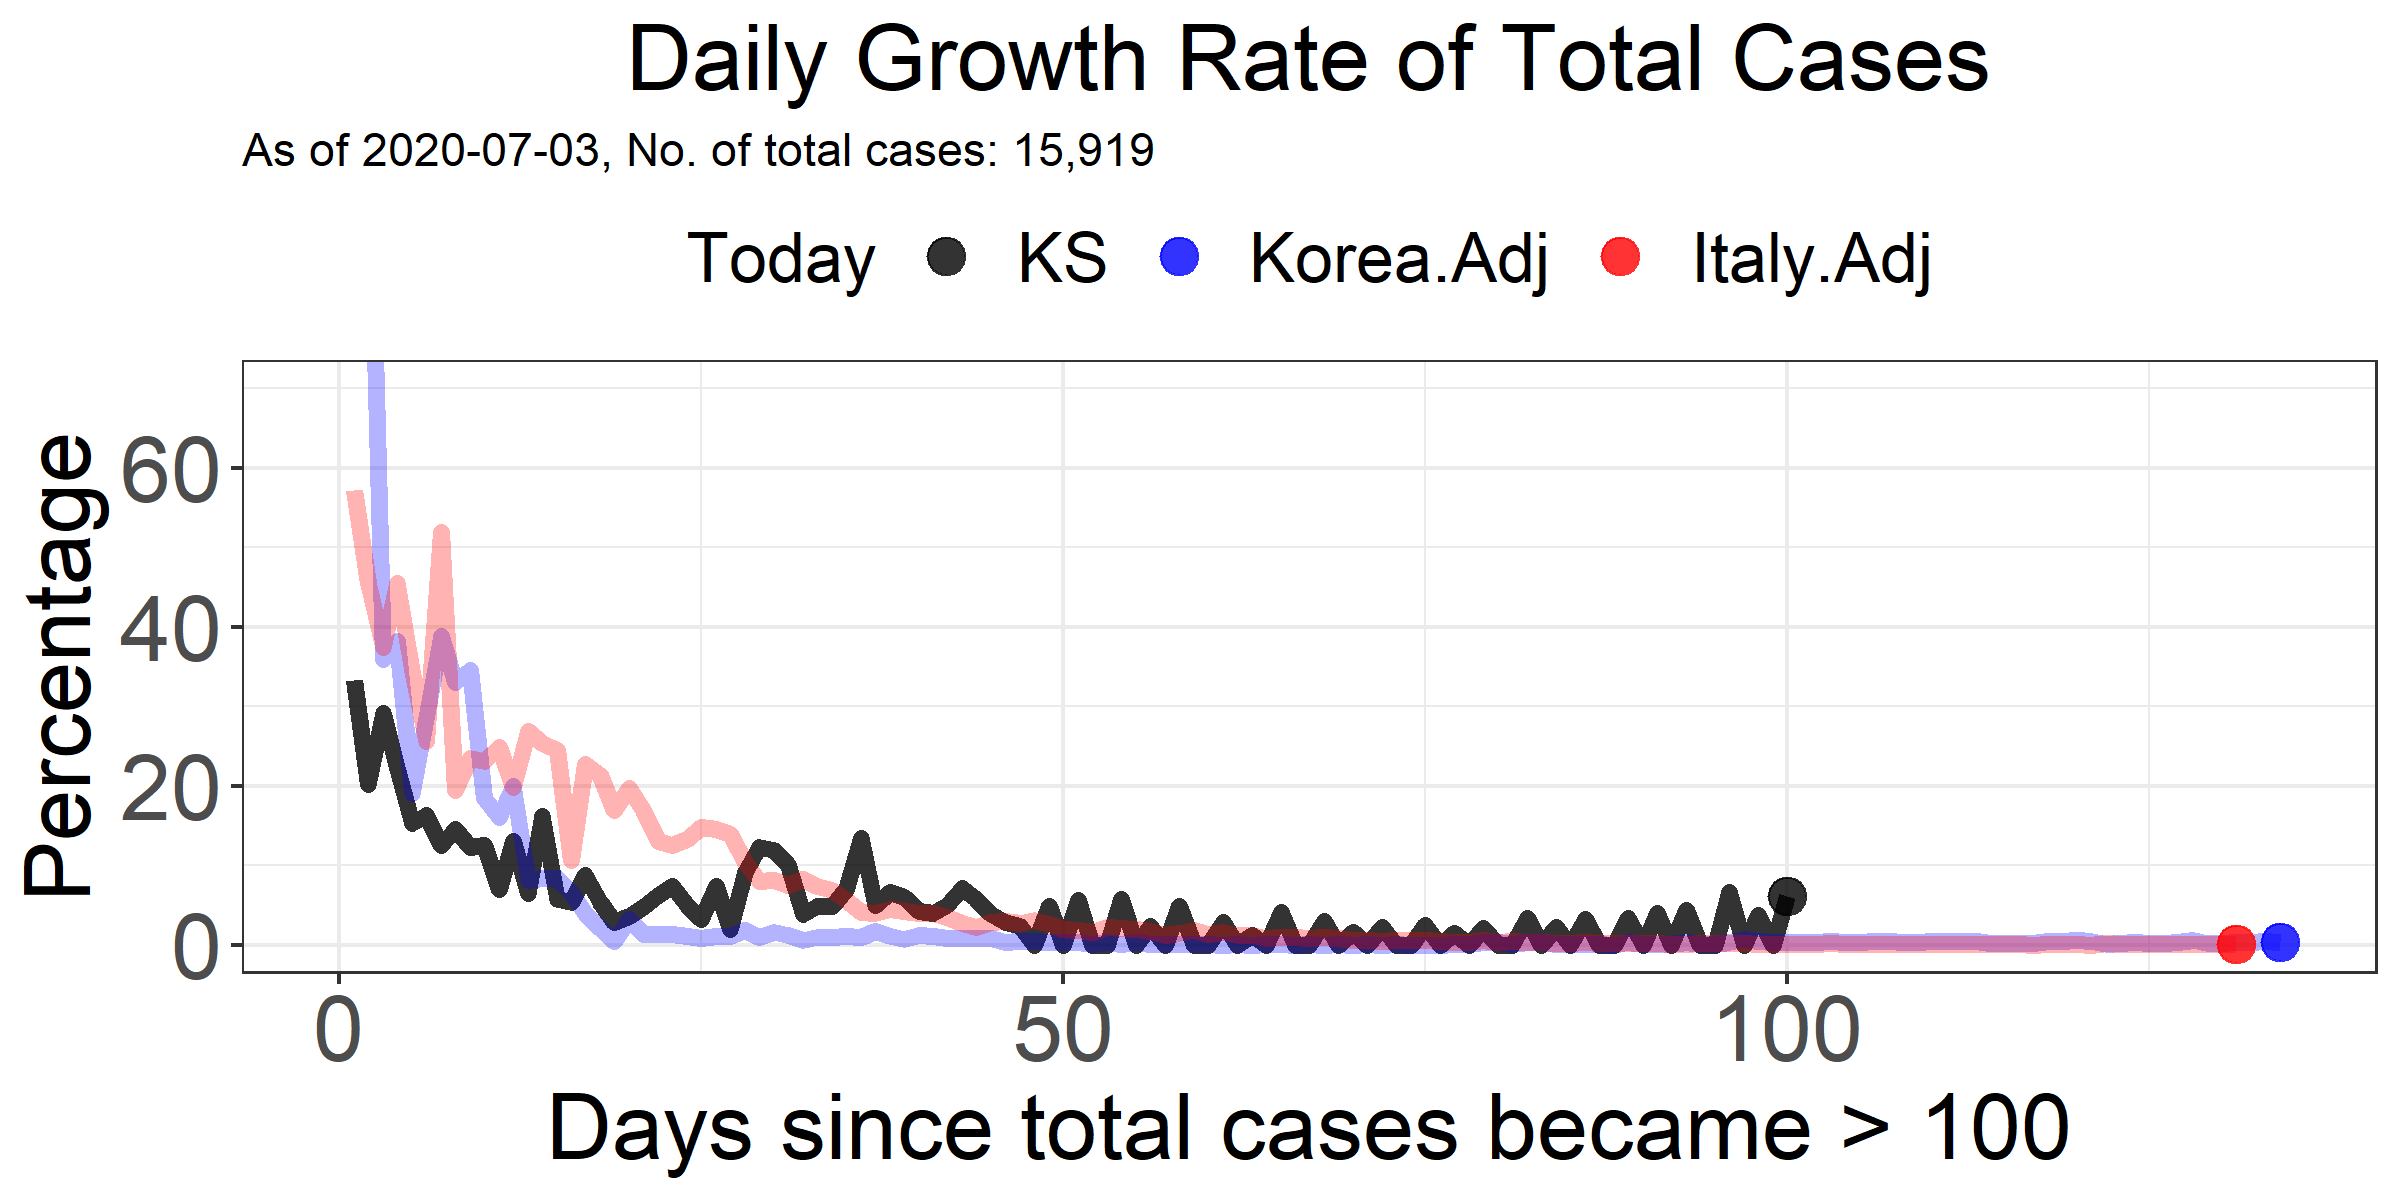 Daily Growth Rate of Total Cases
As of 2020-07-03, No. of total cases: 15,919
Today KS Korea.Adj Italy.Adj
Percentage
60
40
20
0
0 50 100
Days since total cases became > 100